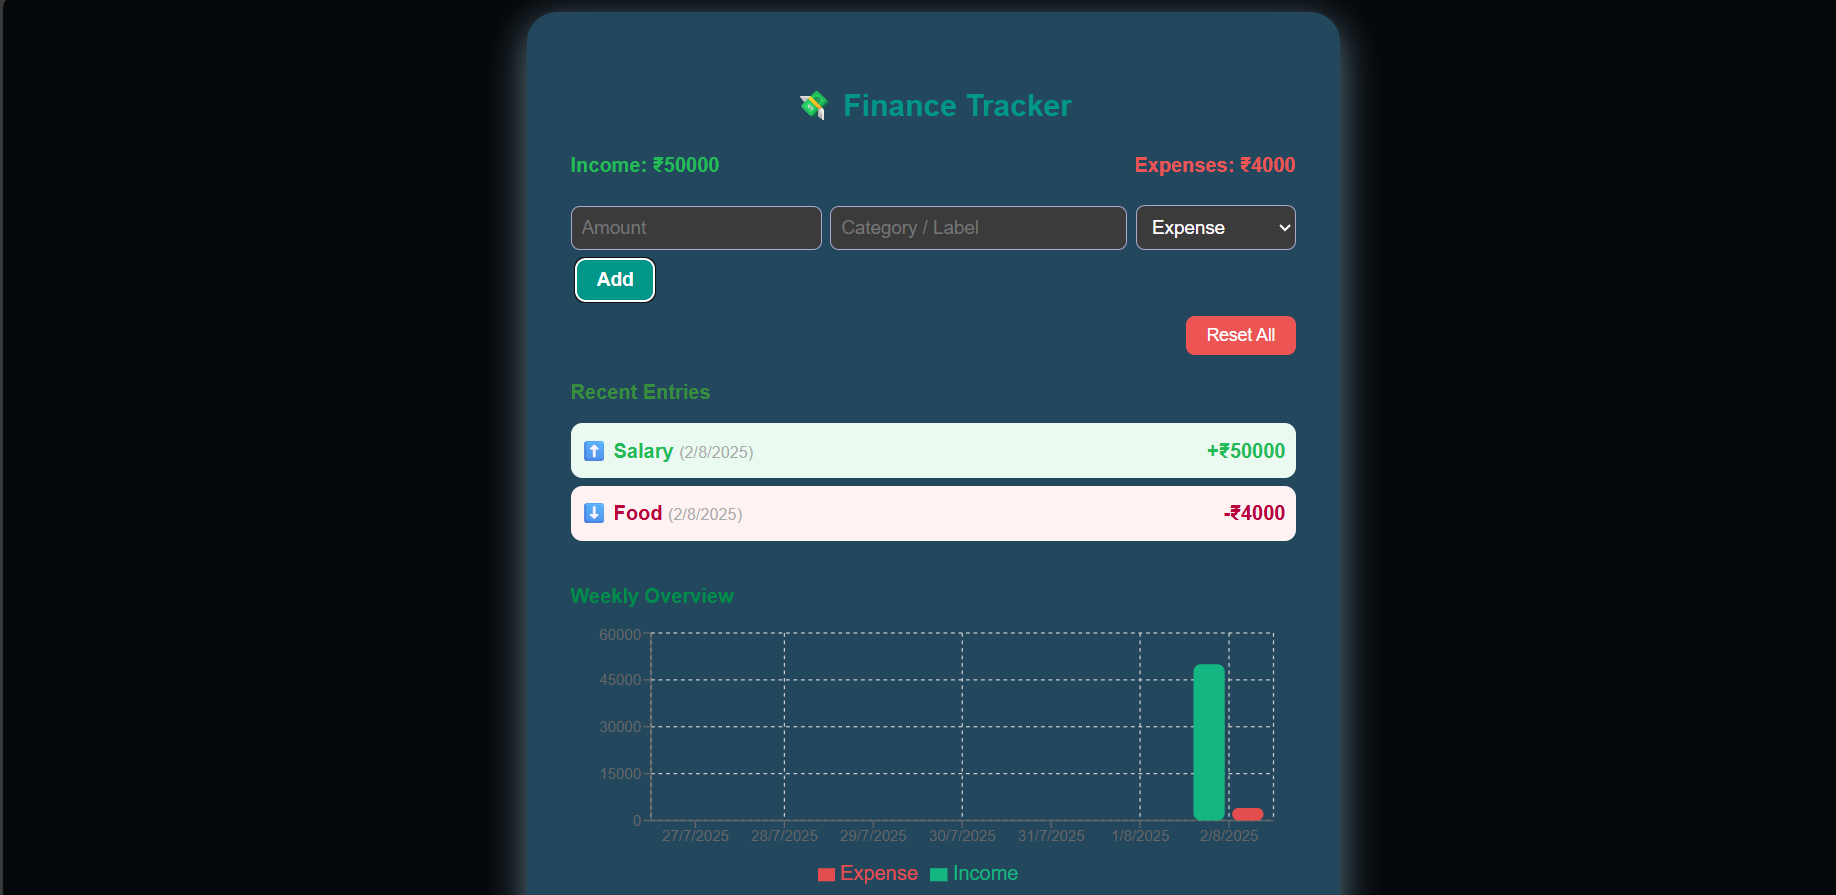 💸 Finance Tracker
Income: ₹50000 Expenses: ₹4000
Amount Category / Label Expense
Add
Reset All
Recent Entries
⬆️ Salary (2/8/2025) +₹50000
⬇️ Food (2/8/2025) -₹4000
Weekly Overview
60000
45000
30000
15000
0
27/7/2025 28/7/2025 29/7/2025 30/7/2025 31/7/2025 1/8/2025 2/8/2025
Expense Income